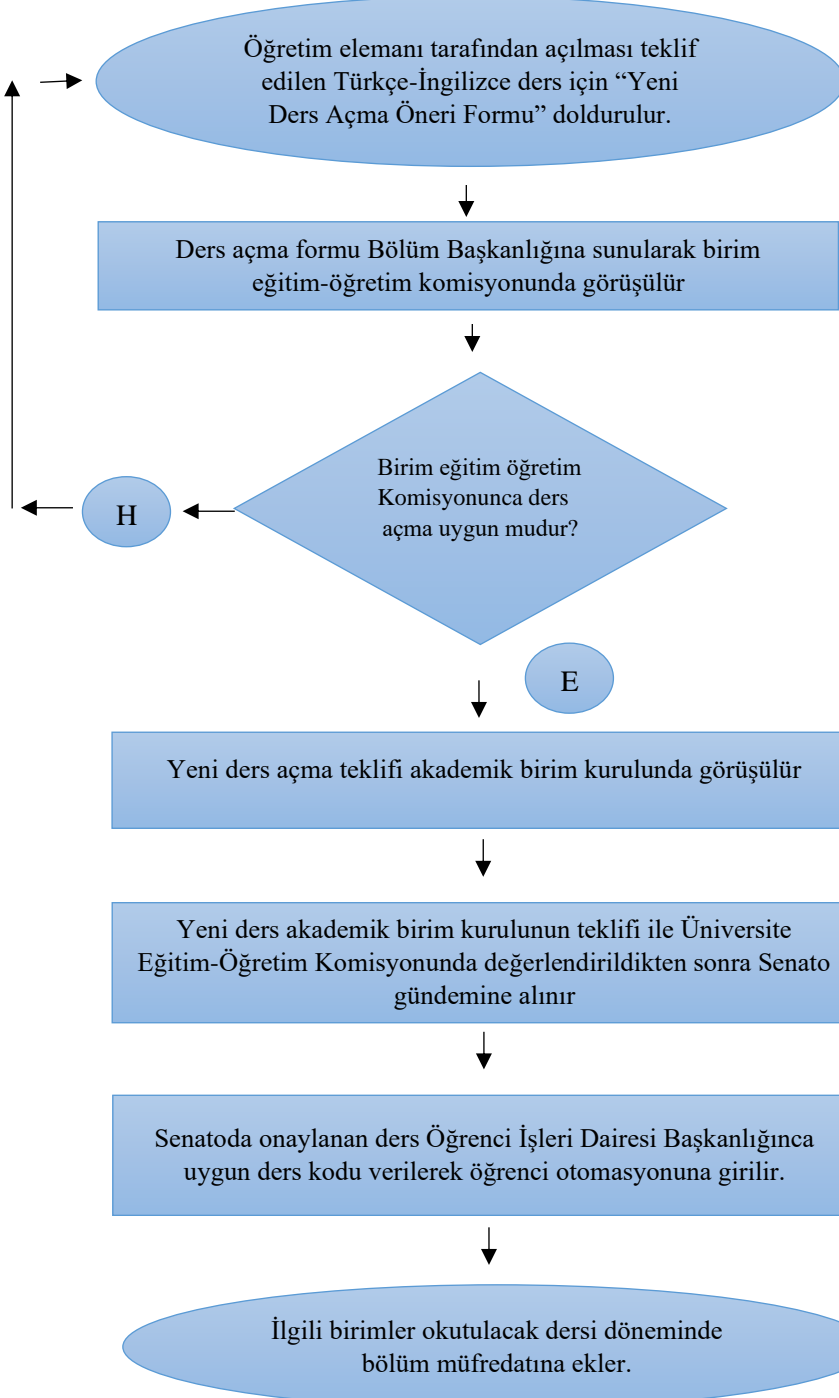 Öğretim elemanı tarafından açılması teklif
edilen Türkçe-İngilizce ders için “Yeni
Ders Açma Öneri Formu” doldurulur.
Ders açma formu Bölüm Başkanlığına sunularak birim
eğitim-öğretim komisyonunda görüşülür
Birim eğitim öğretim
Komisyonunca ders
açma uygun mudur?
H
E
Yeni ders açma teklifi akademik birim kurulunda görüşülür
Yeni ders akademik birim kurulunun teklifi ile Üniversite
Eğitim-Öğretim Komisyonunda değerlendirildikten sonra Senato
gündemine alınır
Senatoda onaylanan ders Öğrenci İşleri Dairesi Başkanlığınca
uygun ders kodu verilerek öğrenci otomasyonuna girilir.
İlgili birimler okutulacak dersi döneminde
bölüm müfredatına ekler.